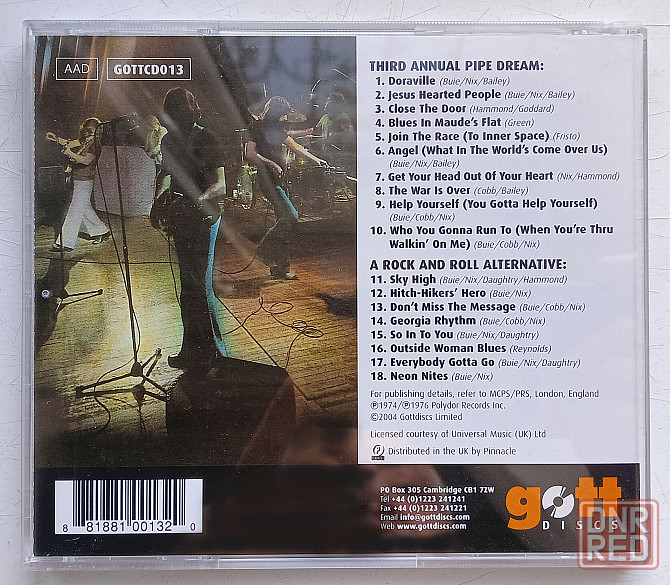 AAD
GOTTCD013
THIRD ANNUAL PIPE DREAM:
1. Doraville (Buie/Nix/Bailey)
2. Jesus Hearted People (Buie/Nix/Bailey)
3. Close The Door (Hammond/Goddard)
4. Blues In Maude's Flat (Green)
5. Join The Race (To Inner Space) (Fristo)
6. Angel (What In The World's Come Over Us)
(Buie/Nix/Bailey)
7. Get Your Head Out Of Your Heart (Nix/Hammond)
8. The War Is Over (Cobb/Bailey)
9. Help Yourself (You Gotta Help Yourself)
(Buie/Cobb/Nix)
10. Who You Gonna Run To (When You're Thru
Walkin' On Me) (Buie/Cobb/Nix)
A ROCK AND ROLL ALTERNATIVE:
11. Sky High (Buie/Nix/Daughtry/Hammond)
12. Hitch-Hikers' Hero (Buie/Nix)
13. Don't Miss The Message (Buie/Cobb/Nix)
14. Georgia Rhythm (Buie/Cobb/Nix)
15. So In To You (Buie/Nix/Daughtry)
16. Outside Woman Blues (Reynolds)
17. Everybody Gotta Go (Buie/Nix/Daughtry)
18. Neon Nites (Buie/Nix)
For publishing details, refer to MCPS/PRS, London, England
℗1974/℗1976 Polydor Records Inc.
©2004 Gottdiscs Limited
Licensed courtesy of Universal Music (UK) Ltd
Distributed in the UK by Pinnacle
PO Box 305 Cambridge CB1 7ZW
Tel +44 (0)1223 241241
Fax +44 (0)1223 241221
Email info@gottdiscs.com
Web www.gottdiscs.com
gott
DISCS
8 81881 00132 0
DNR
RED